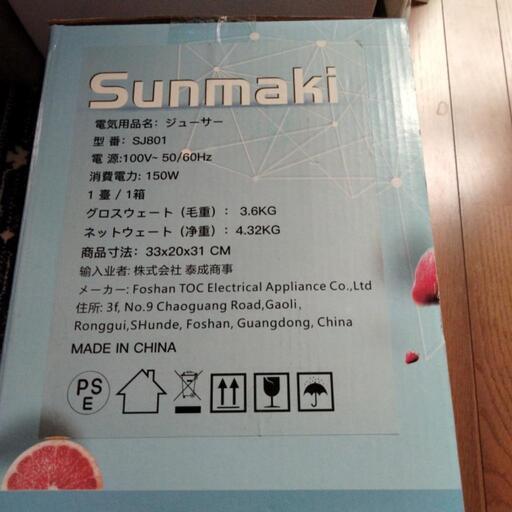 Sunmaki
電気用品名: ジューサー
型 番: SJ801
電 源:100V~ 50/60Hz
消費電力: 150W
1 臺 / 1箱
グロスウェート (毛重) : 3.6KG
ネットウェート (净重) : 4.32KG
商品寸法: 33x20x31 CM
输入业者: 株式会社 泰成商事
メーカー: Foshan TOC Electrical Appliance Co.,Ltd
住所: 3f, No.9 Chaoguang Road,Gaoli,
Ronggui,SHunde, Foshan, Guangdong, China
MADE IN CHINA
PS
E